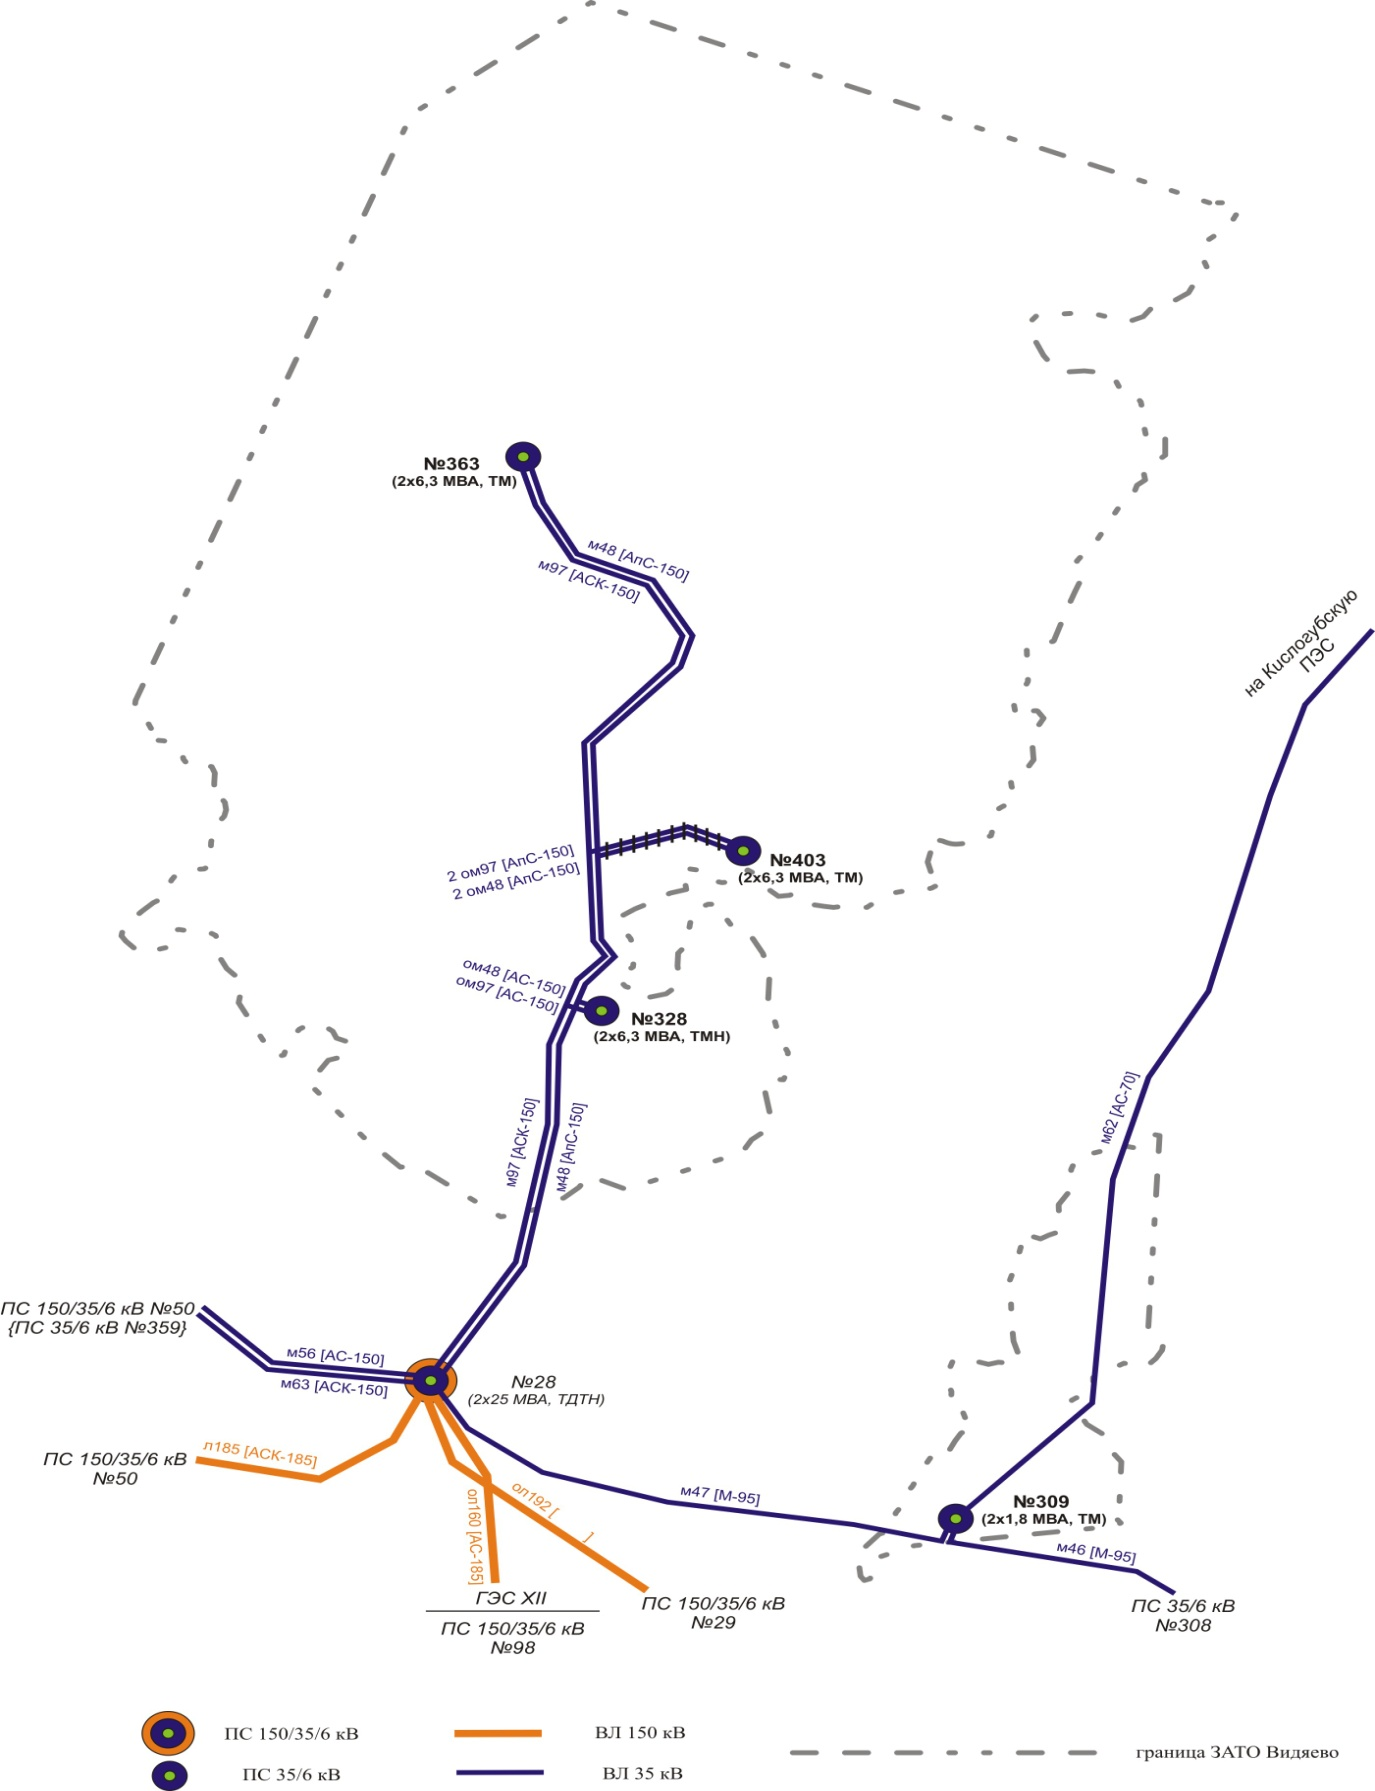 №363
(2х6,3 МВА, ТМ)
м48 [АпС-150]
м97 [АСК-150]
на Кислогубскую
ПЭС
2 ом97 [АпС-150]
2 ом48 [АпС-150]
№403
(2х6,3 МВА, ТМ)
ом48 [АС-150]
ом97 [АС-150]
№328
(2х6,3 МВА, ТМН)
м97 [АСК-150]
м48 [АпС-150]
м62 [АС-70]
ПС 150/35/6 кВ №50
{ПС 35/6 кВ №359}
м56 [АС-150]
м63 [АСК-150]
№28
(2х25 МВА, ТДТН)
л185 [АСК-185]
ПС 150/35/6 кВ
№50
оп160 [АС-185]
оп192 [ ]
м47 [М-95]
№309
(2х1,8 МВА, ТМ)
м46 [М-95]
ГЭС XII
ПС 150/35/6 кВ
№98
ПС 150/35/6 кВ
№29
ПС 35/6 кВ
№308
ПС 150/35/6 кВ
ВЛ 150 кВ
граница ЗАТО Видяево
ПС 35/6 кВ
ВЛ 35 кВ